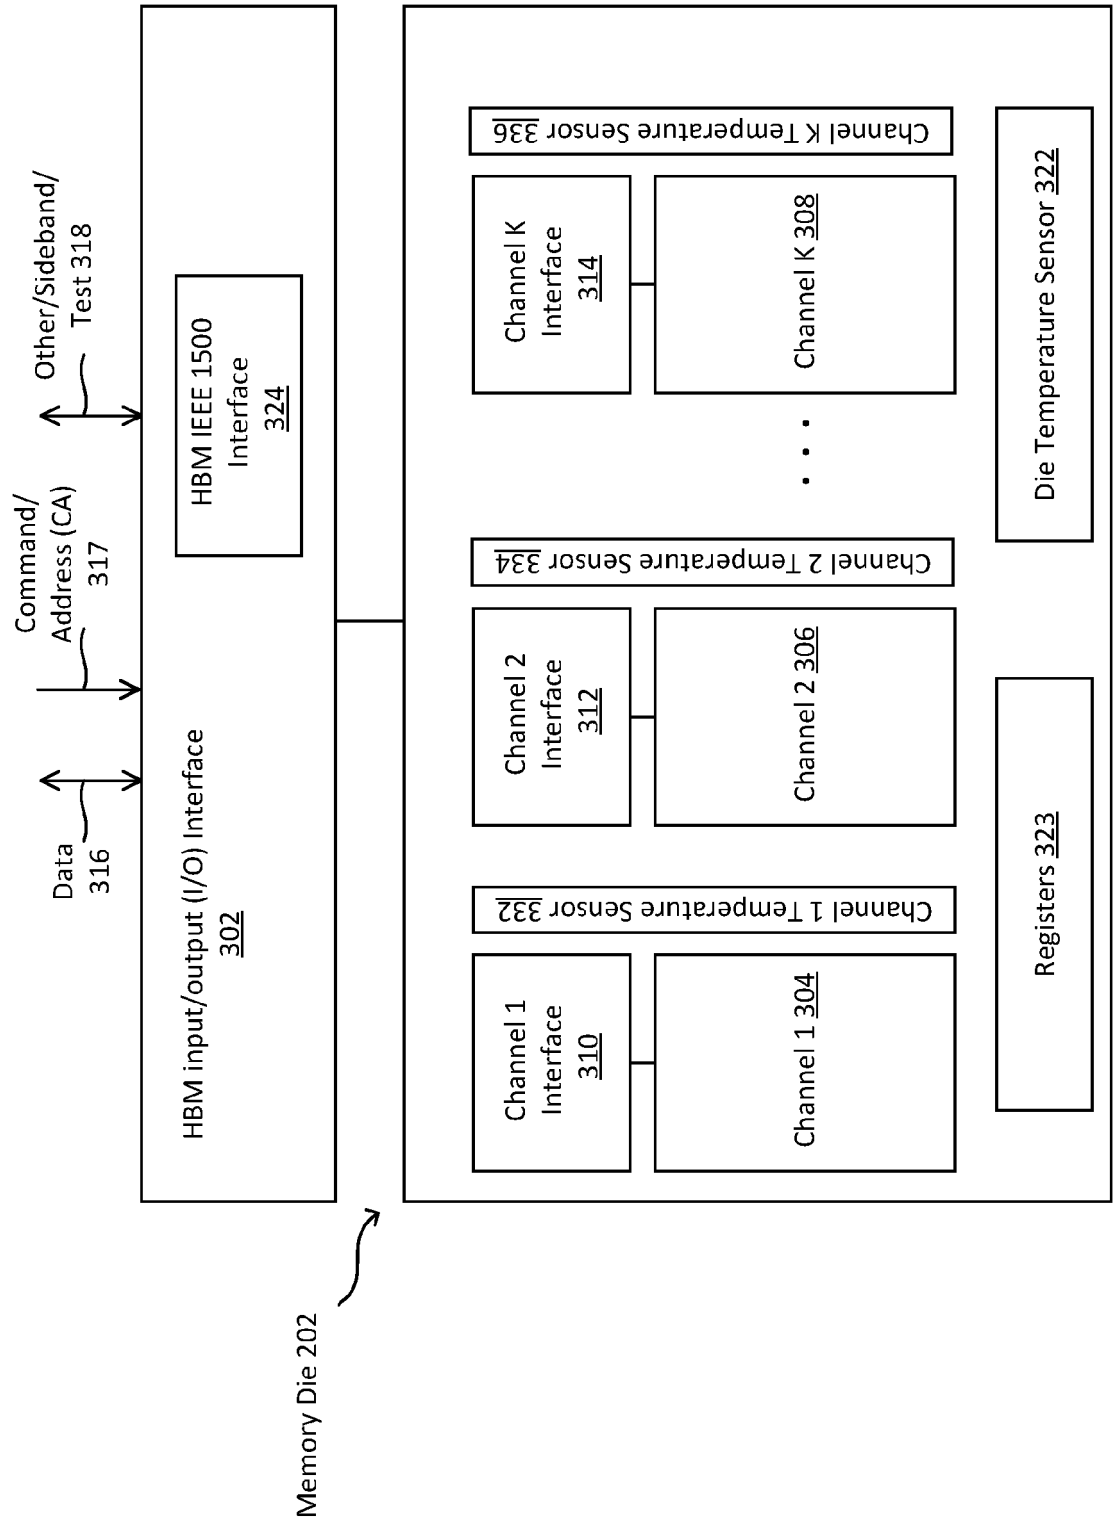 Data
316
Command/
Address (CA)
317
Other/Sideband/
Test 318
HBM input/output (I/O) Interface
302
HBM IEEE 1500
Interface
324
Memory Die 202
Channel 1
Interface
310
Channel 1 304
Channel 1 Temperature Sensor 332
Channel 2
Interface
312
Channel 2 306
Channel 2 Temperature Sensor 334
. . .
Channel K
Interface
314
Channel K 308
Channel K Temperature Sensor 336
Registers 323
Die Temperature Sensor 322